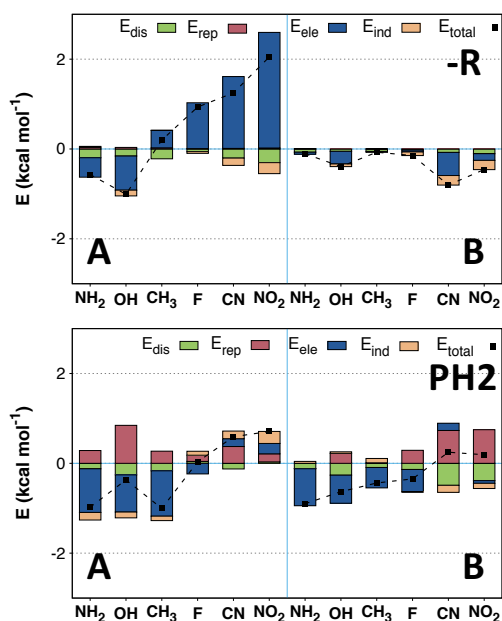 E_dis E_rep E_ele E_ind E_total
-R
2
0
-2
E (kcal mol⁻¹)
A B
NH₂ OH CH₃ F CN NO₂ NH₂ OH CH₃ F CN NO₂
E_dis E_rep E_ele E_ind E_total
PH2
2
0
-2
E (kcal mol⁻¹)
A B
NH₂ OH CH₃ F CN NO₂ NH₂ OH CH₃ F CN NO₂